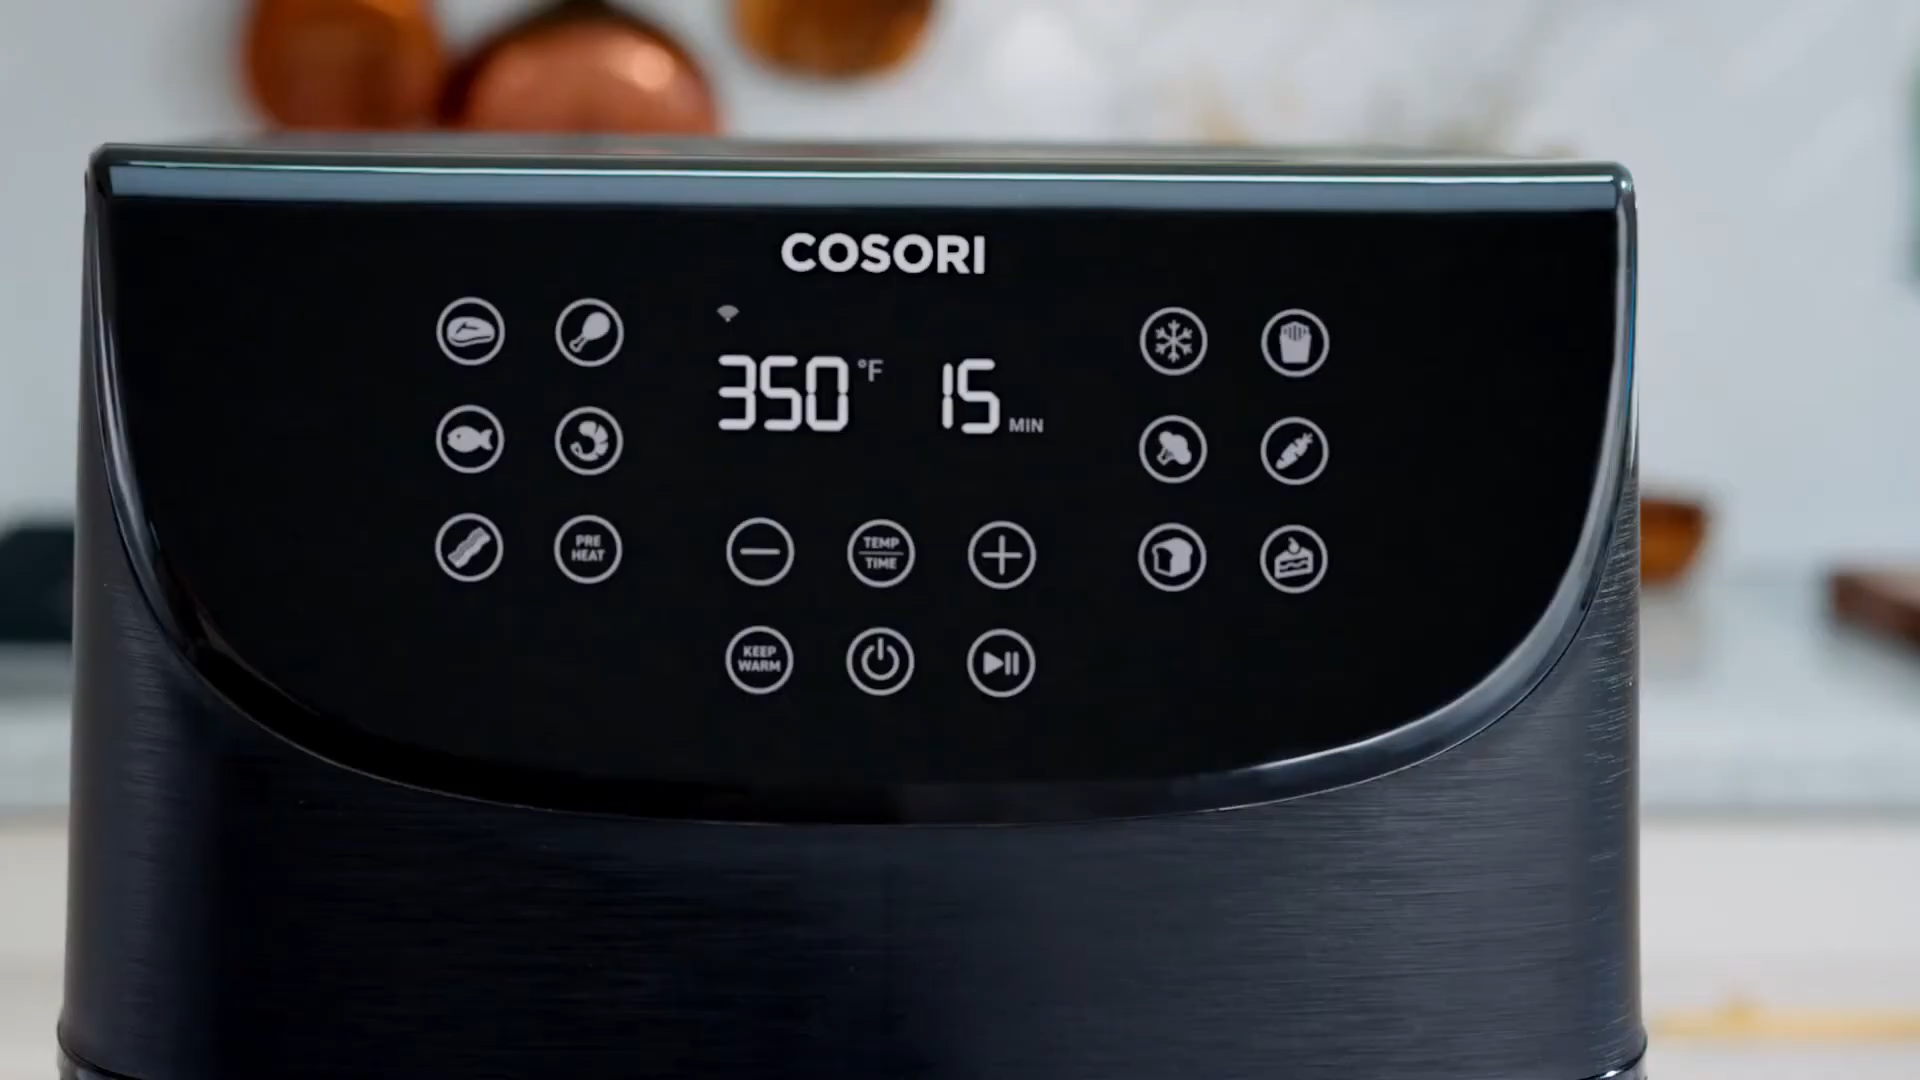 COSORI
350 °F 15 MIN
PRE
HEAT
TEMP
TIME
KEEP
WARM